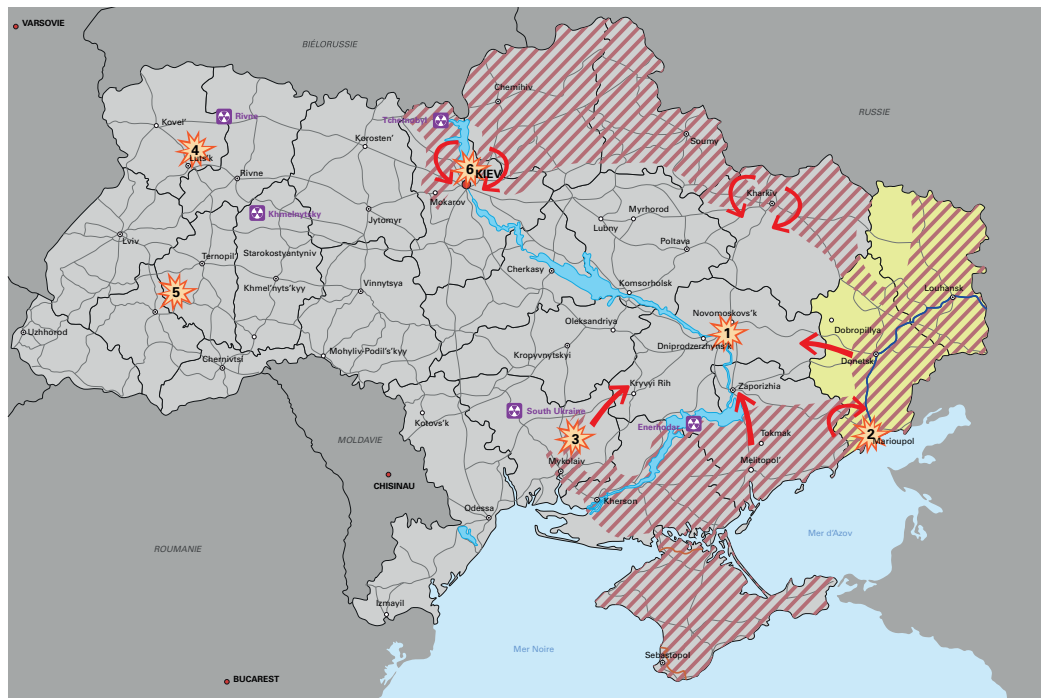 VARSOVIE
BIÉLORUSSIE
RUSSIE
Chernihiv
Kovel'
Rivne
Tchernobyl
Korosten'
Soumy
4
Luts'k
Rivne
6
KIEV
Mokarov
Kharkiv
Khmelnytsky
Jytomyr
Myrhorod
Lubny
Lviv
Poltava
Ternopil
Starokostyantyniv
Cherkasy
5
Khmel'nyts'kyy
Vinnytsya
Komsorholsk
Louhansk
Oleksandriya
Novomoskovs'k
1
Dniprodzerzhyns'k
Dobropillya
Uzhhorod
Chernivtsi
Mohyliv-Podil's'kyy
Kropyvnytskyi
Donetsk
Kryvyi Rih
Zaporizhia
Kotovs'k
South Ukraine
Enerhodar
Tokmak
3
2
Marioupol
MOLDAVIE
Mykolaiv
Melitopol'
CHISINAU
Kherson
Odessa
Mer d'Azov
ROUMANIE
Izmayil
Mer Noire
Sebastopol
BUCAREST